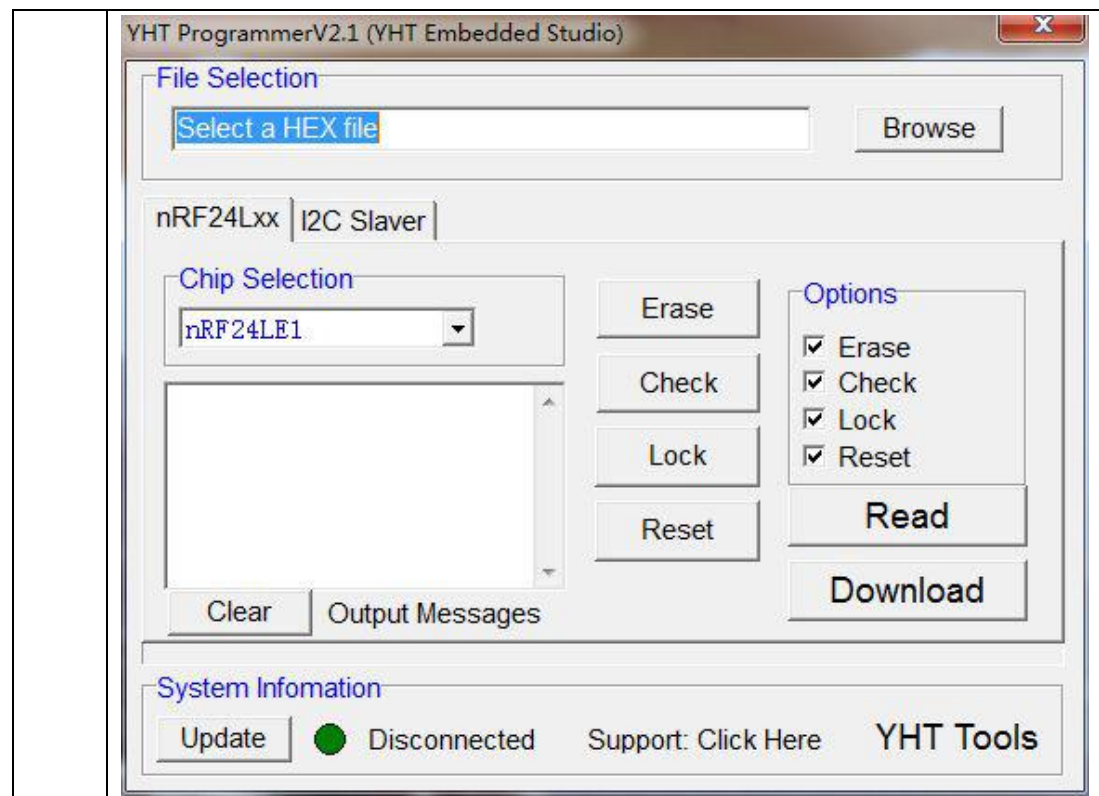 YHT ProgrammerV2.1 (YHT Embedded Studio)
File Selection
Select a HEX file
Browse
nRF24Lxx
I2C Slaver
Chip Selection
nRF24LE1
Erase
Check
Lock
Reset
Options
Erase
Check
Lock
Reset
Read
Download
Clear
Output Messages
System Infomation
Update
Disconnected
Support: Click Here
YHT Tools